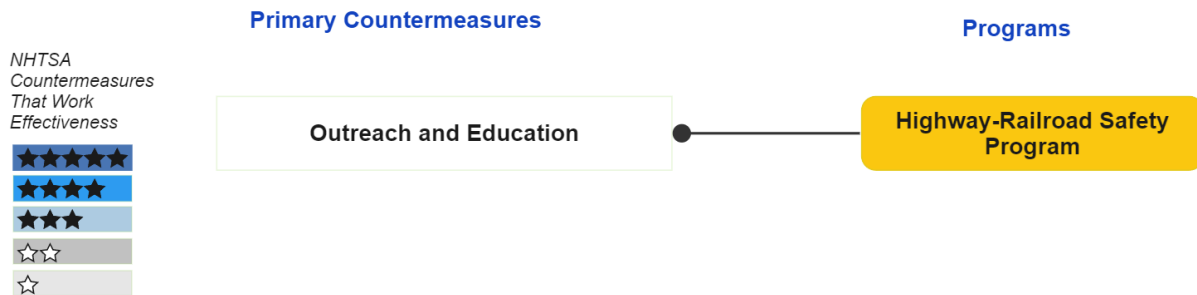 Primary Countermeasures
Programs
NHTSA
Countermeasures
That Work
Effectiveness
Outreach and Education
Highway-Railroad Safety
Program